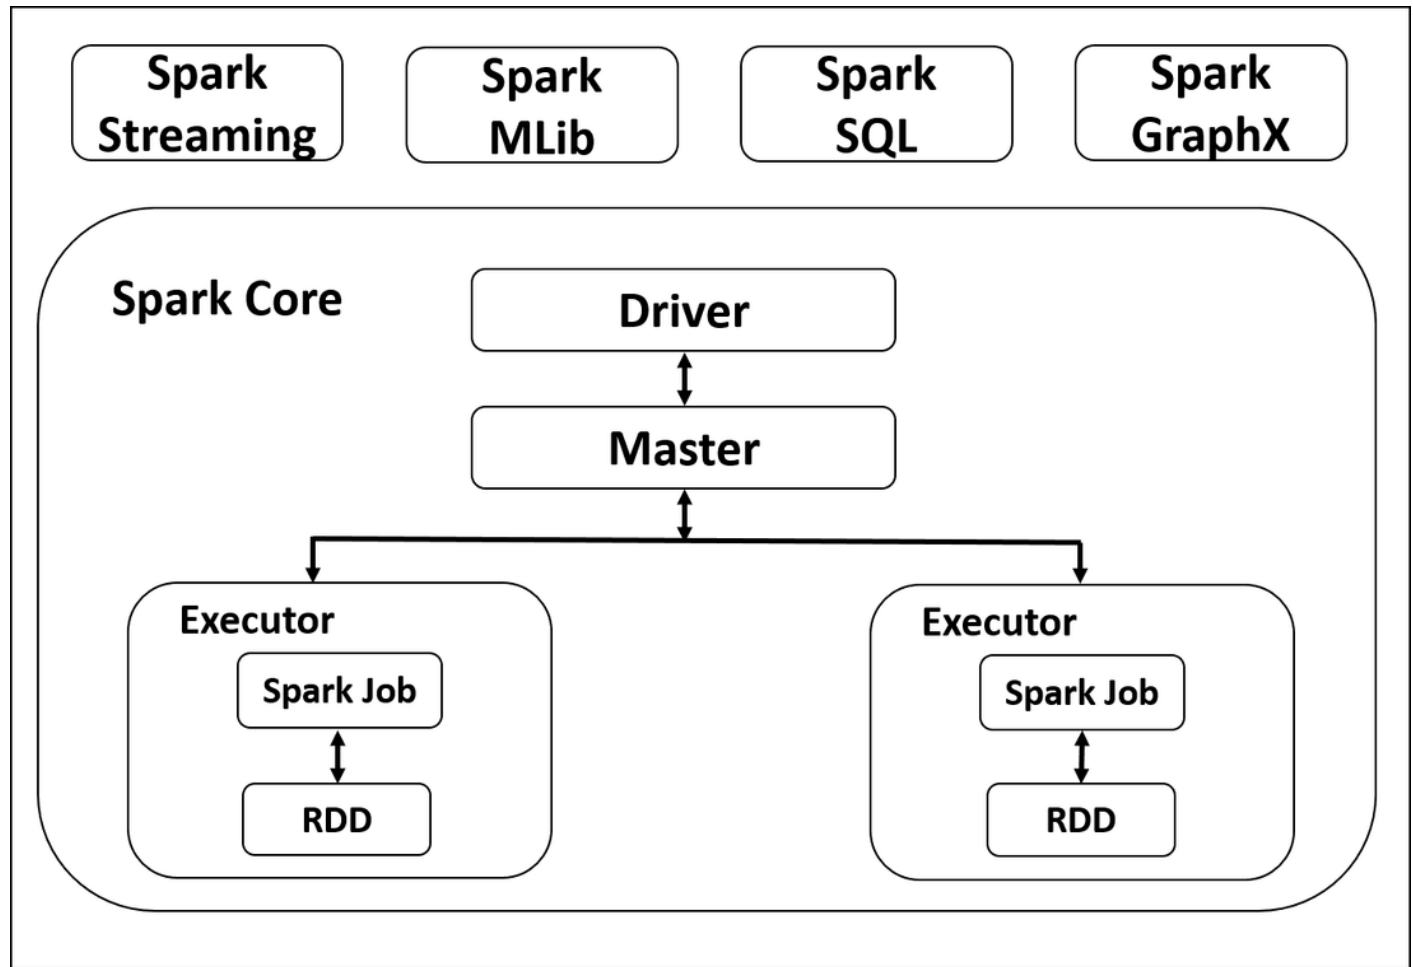 Spark
Streaming
Spark
MLib
Spark
SQL
Spark
GraphX
Spark Core
Driver
Master
Executor
Spark Job
RDD
Executor
Spark Job
RDD